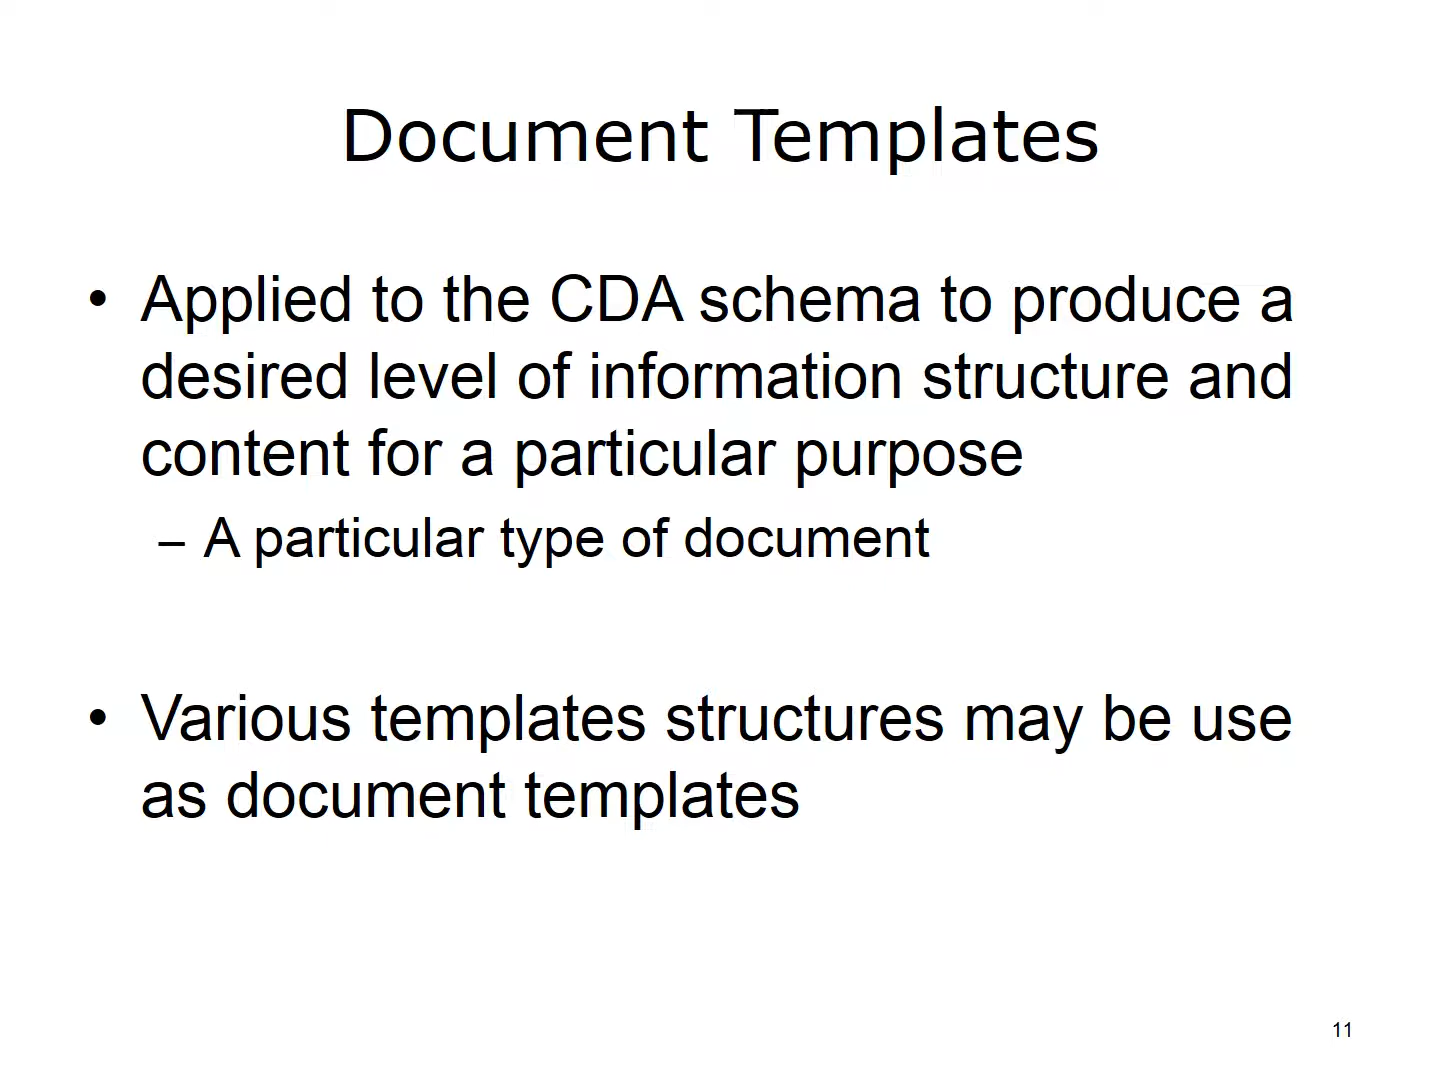 Document Templates
• Applied to the CDA schema to produce a
desired level of information structure and
content for a particular purpose
– A particular type of document
• Various templates structures may be use
as document templates
11